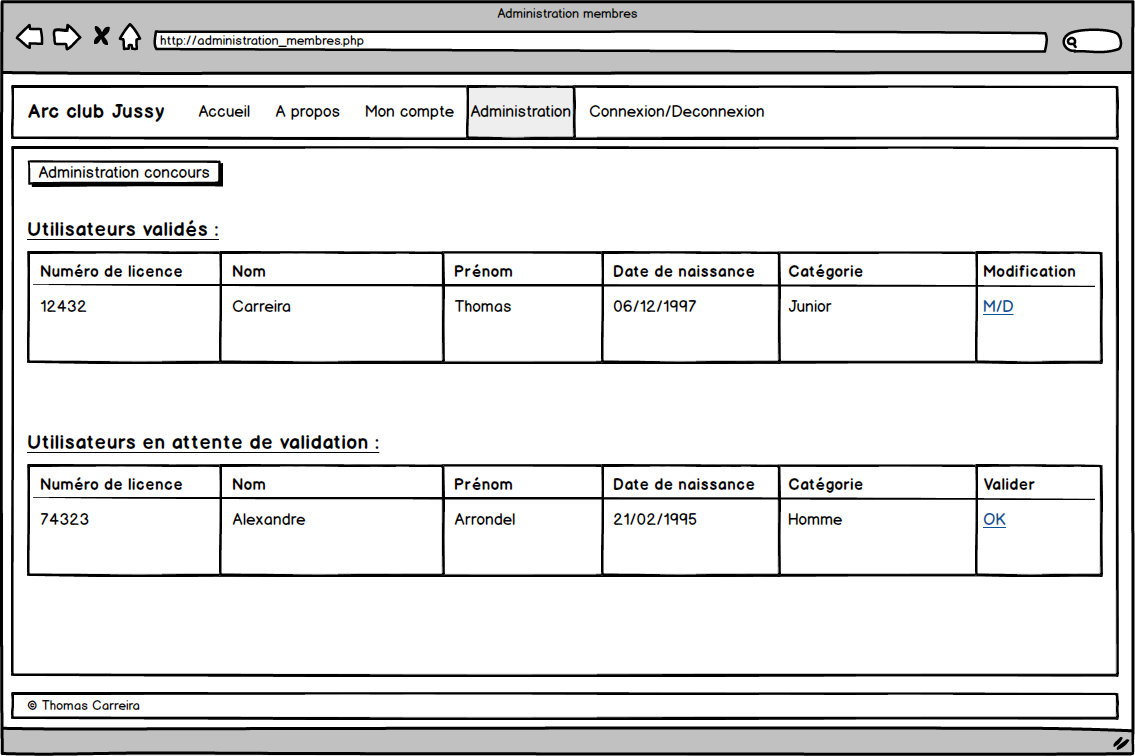 Administration membres
http://administration_membres.php
Arc club Jussy Accueil A propos Mon compte Administration Connexion/Deconnexion
Administration concours
Utilisateurs validés :
Numéro de licence Nom Prénom Date de naissance Catégorie Modification
12432 Carreira Thomas 06/12/1997 Junior M/D
Utilisateurs en attente de validation :
Numéro de licence Nom Prénom Date de naissance Catégorie Valider
74323 Alexandre Arrondel 21/02/1995 Homme OK
© Thomas Carreira